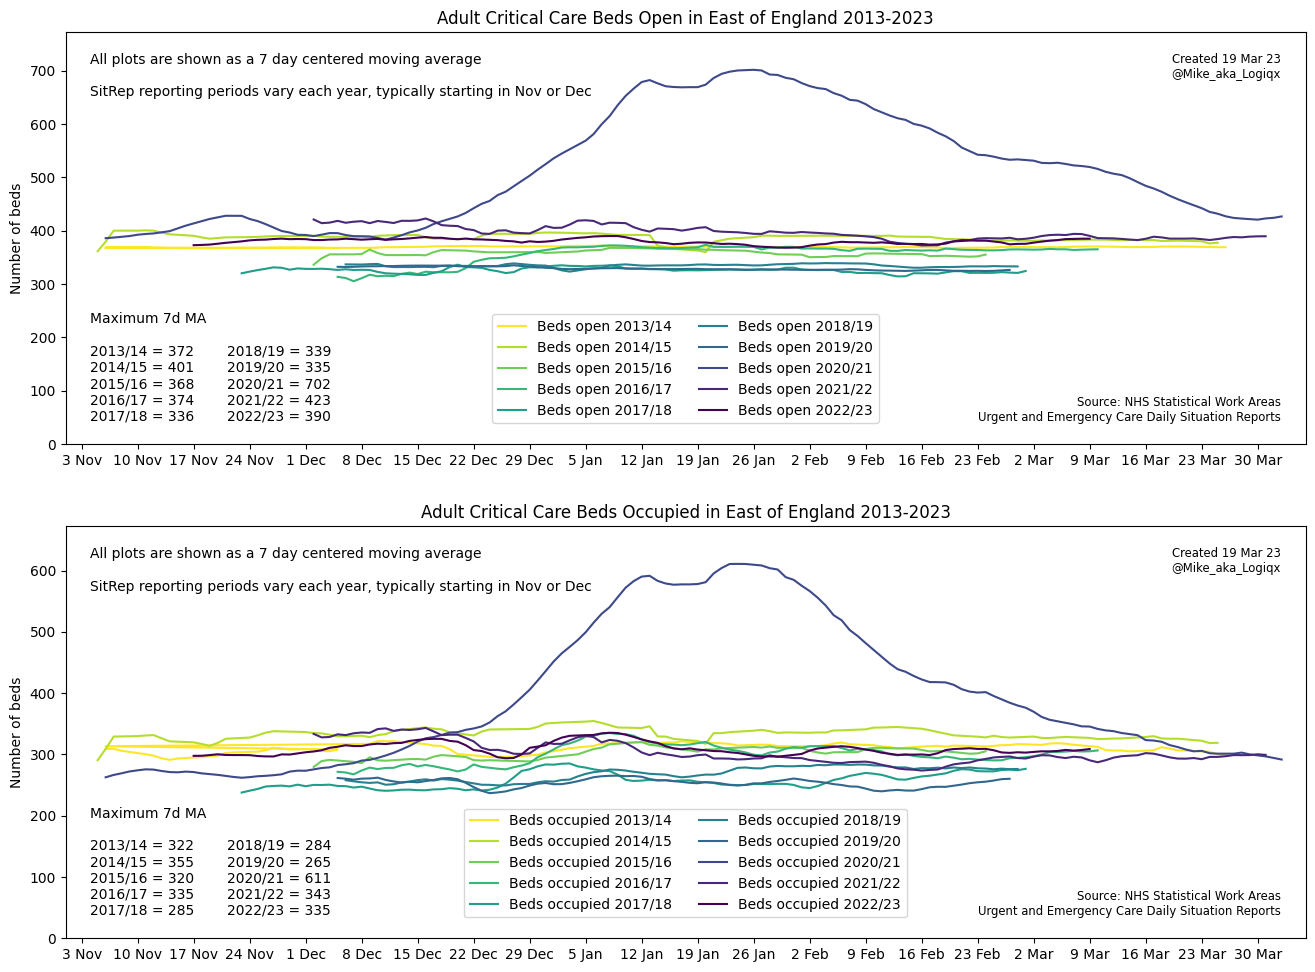 Adult Critical Care Beds Open in East of England 2013-2023
All plots are shown as a 7 day centered moving average
Created 19 Mar 23
@Mike_aka_Logiqx
SitRep reporting periods vary each year, typically starting in Nov or Dec
Number of beds
700
600
500
400
300
200
100
0
Maximum 7d MA
2013/14 = 372 2018/19 = 339
2014/15 = 401 2019/20 = 335
2015/16 = 368 2020/21 = 702
2016/17 = 374 2021/22 = 423
2017/18 = 336 2022/23 = 390
Beds open 2013/14 Beds open 2018/19
Beds open 2014/15 Beds open 2019/20
Beds open 2015/16 Beds open 2020/21
Beds open 2016/17 Beds open 2021/22
Beds open 2017/18 Beds open 2022/23
Source: NHS Statistical Work Areas
Urgent and Emergency Care Daily Situation Reports
3 Nov 10 Nov 17 Nov 24 Nov 1 Dec 8 Dec 15 Dec 22 Dec 29 Dec 5 Jan 12 Jan 19 Jan 26 Jan 2 Feb 9 Feb 16 Feb 23 Feb 2 Mar 9 Mar 16 Mar 23 Mar 30 Mar
Adult Critical Care Beds Occupied in East of England 2013-2023
All plots are shown as a 7 day centered moving average
Created 19 Mar 23
@Mike_aka_Logiqx
SitRep reporting periods vary each year, typically starting in Nov or Dec
Number of beds
600
500
400
300
200
100
0
Maximum 7d MA
2013/14 = 322 2018/19 = 284
2014/15 = 355 2019/20 = 265
2015/16 = 320 2020/21 = 611
2016/17 = 335 2021/22 = 343
2017/18 = 285 2022/23 = 335
Beds occupied 2013/14 Beds occupied 2018/19
Beds occupied 2014/15 Beds occupied 2019/20
Beds occupied 2015/16 Beds occupied 2020/21
Beds occupied 2016/17 Beds occupied 2021/22
Beds occupied 2017/18 Beds occupied 2022/23
Source: NHS Statistical Work Areas
Urgent and Emergency Care Daily Situation Reports
3 Nov 10 Nov 17 Nov 24 Nov 1 Dec 8 Dec 15 Dec 22 Dec 29 Dec 5 Jan 12 Jan 19 Jan 26 Jan 2 Feb 9 Feb 16 Feb 23 Feb 2 Mar 9 Mar 16 Mar 23 Mar 30 Mar